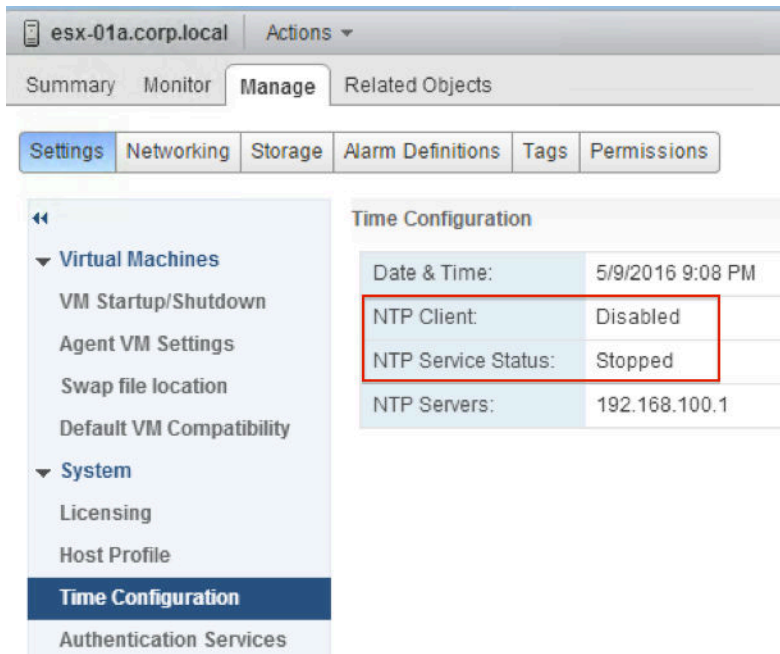 esx-01a.corp.local Actions
Summary Monitor Manage Related Objects
Settings Networking Storage Alarm Definitions Tags Permissions
Time Configuration
Virtual Machines
VM Startup/Shutdown
Agent VM Settings
Swap file location
Default VM Compatibility
System
Licensing
Host Profile
Time Configuration
Authentication Services
Date & Time: 5/9/2016 9:08 PM
NTP Client: Disabled
NTP Service Status: Stopped
NTP Servers: 192.168.100.1